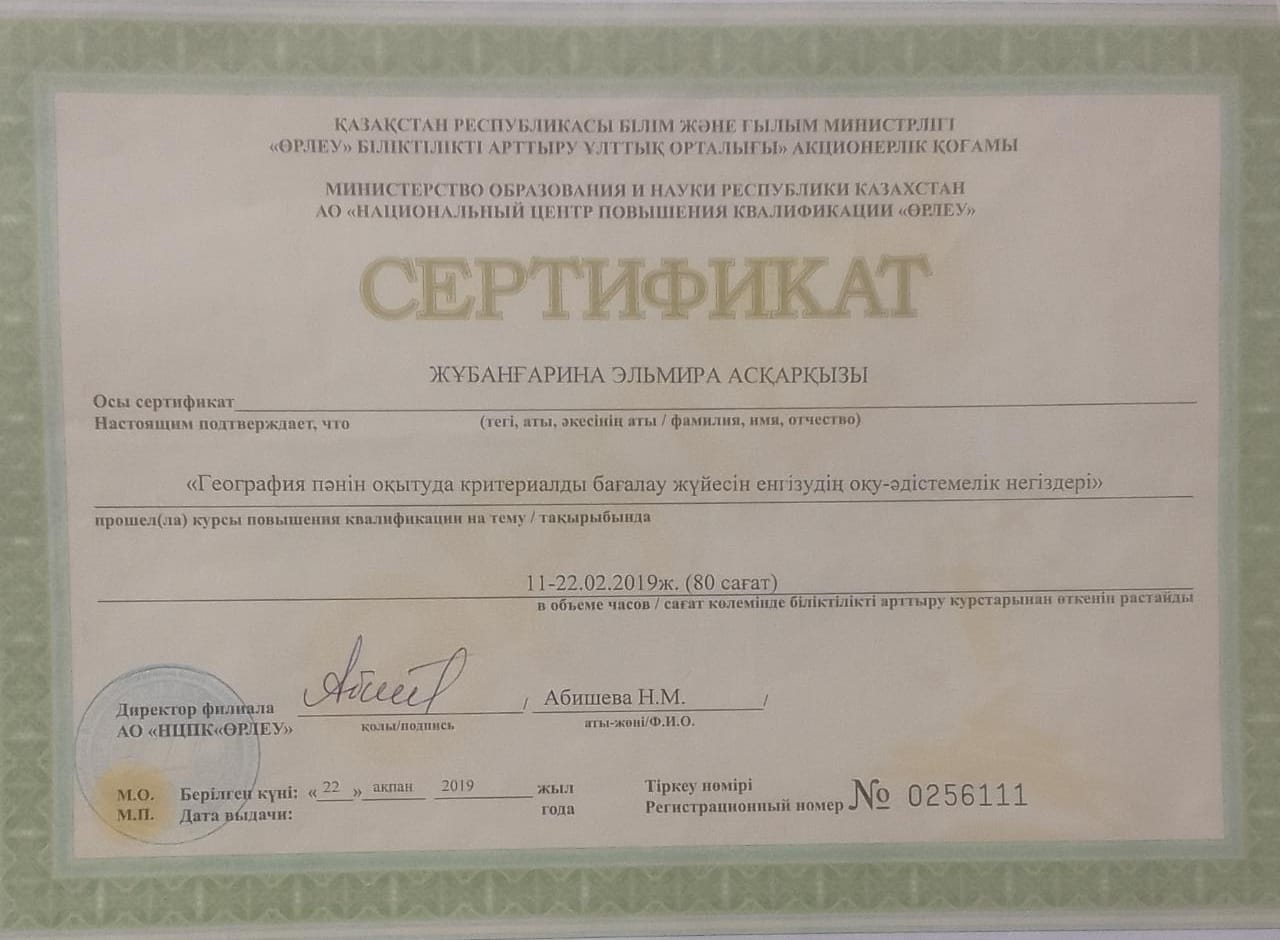 ҚАЗАҚСТАН РЕСПУБЛИКАСЫ БІЛІМ ЖӘНЕ ҒЫЛЫМ МИНИСТРЛІГІ
«ӨРЛЕУ» БІЛІКТІЛІКТІ АРТТЫРУ ҰЛТТЫҚ ОРТАЛЫҒЫ» АКЦИОНЕРЛІК ҚОҒАМЫ
МИНИСТЕРСТВО ОБРАЗОВАНИЯ И НАУКИ РЕСПУБЛИКИ КАЗАХСТАН
АО «НАЦИОНАЛЬНЫЙ ЦЕНТР ПОВЫШЕНИЯ КВАЛИФИКАЦИИ «ӨРЛЕУ»
СЕРТИФИКАТ
ЖҰБАНҒАРИНА ЭЛЬМИРА АСҚАРҚЫЗЫ
Осы сертификат
Настоящим подтверждает, что (тегі, аты, әкесінің аты / фамилия, имя, отчество)
«География пәнін оқытуда критериалды бағалау жүйесін енгізудің оқу-әдістемелік негіздері»
прошел(ла) курсы повышения квалификации на тему / тақырыбында
11-22.02.2019ж. (80 сағат)
в объеме часов / сағат көлемінде біліктілікті арттыру курстарынан өткенін растайды
Директор филиала / Абишева Н.М. /
АО «НЦПК«ӨРЛЕУ» қолы/подпись аты-жөні/Ф.И.О.
М.О. Берілген күні: « 22 » ақпан 2019 жыл Тіркеу нөмірі
М.П. Дата выдачи: года Регистрационный номер № 0256111